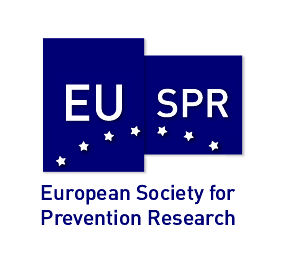 EU SPR
European Society for
Prevention Research